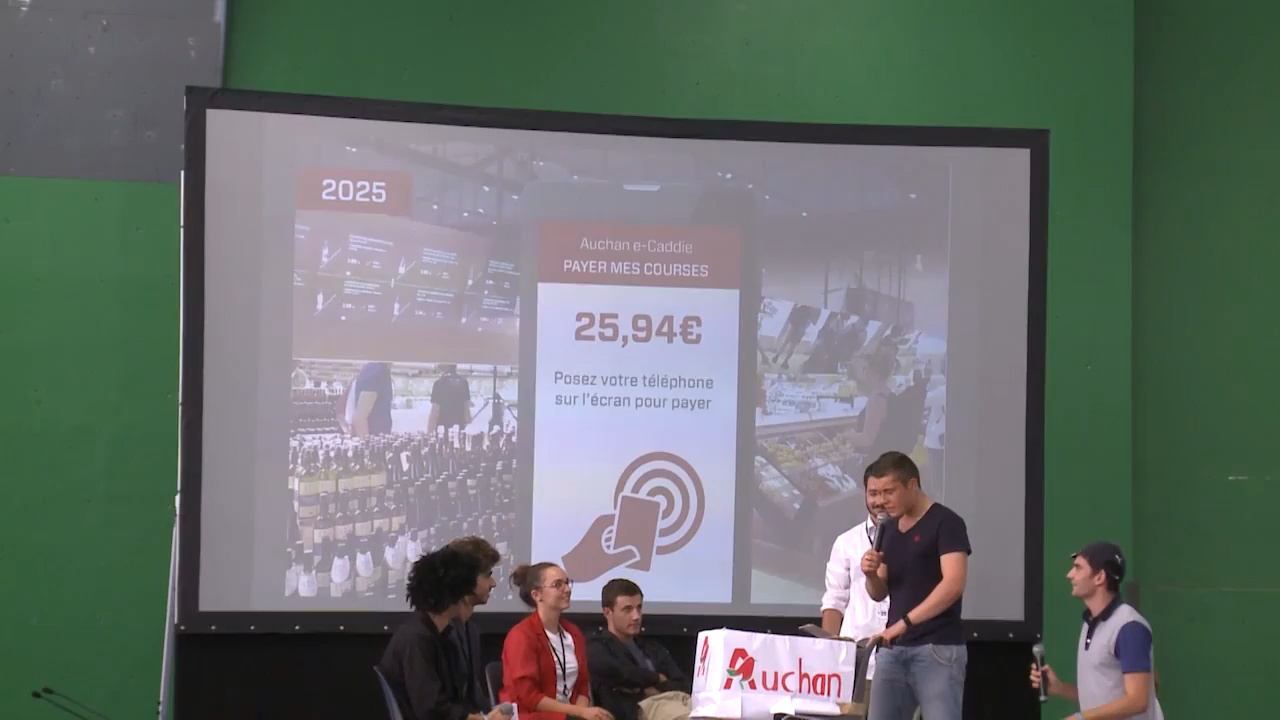 2025
Auchan e-Caddie
PAYER MES COURSES
25,94€
Posez votre téléphone
sur l'écran pour payer
Auchan